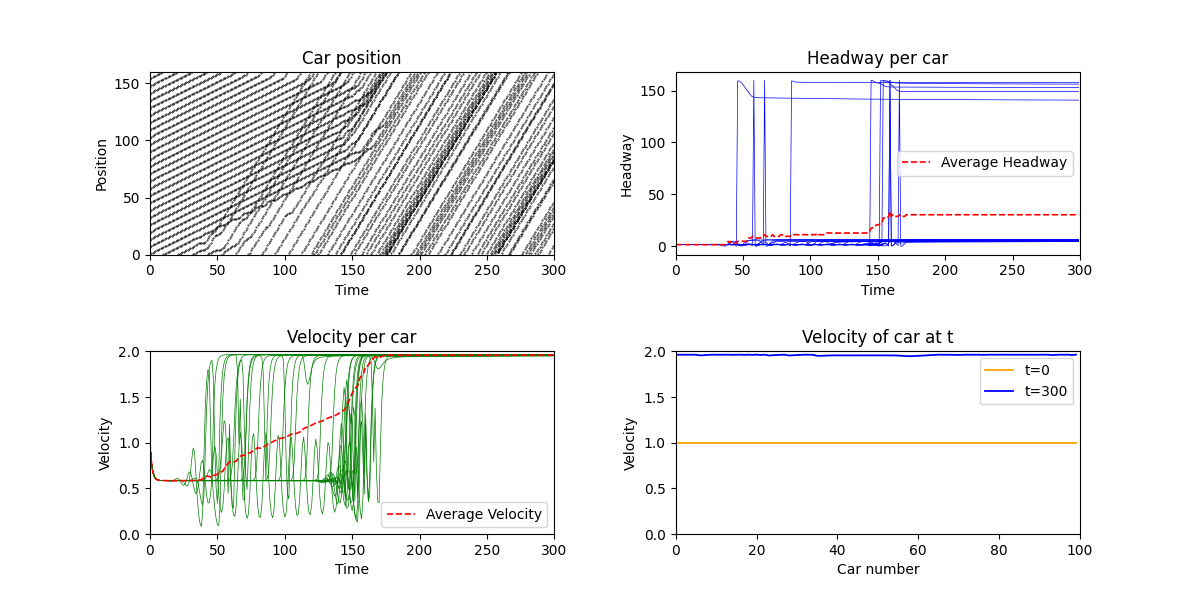 Car position
Position
150
100
50
0
0 50 100 150 200 250 300
Time
Headway per car
Headway
150
100
50
0
Average Headway
0 50 100 150 200 250 300
Time
Velocity per car
Velocity
2.0
1.5
1.0
0.5
0.0
Average Velocity
0 50 100 150 200 250 300
Time
Velocity of car at t
Velocity
2.0
1.5
1.0
0.5
0.0
t=0
t=300
0 20 40 60 80 100
Car number